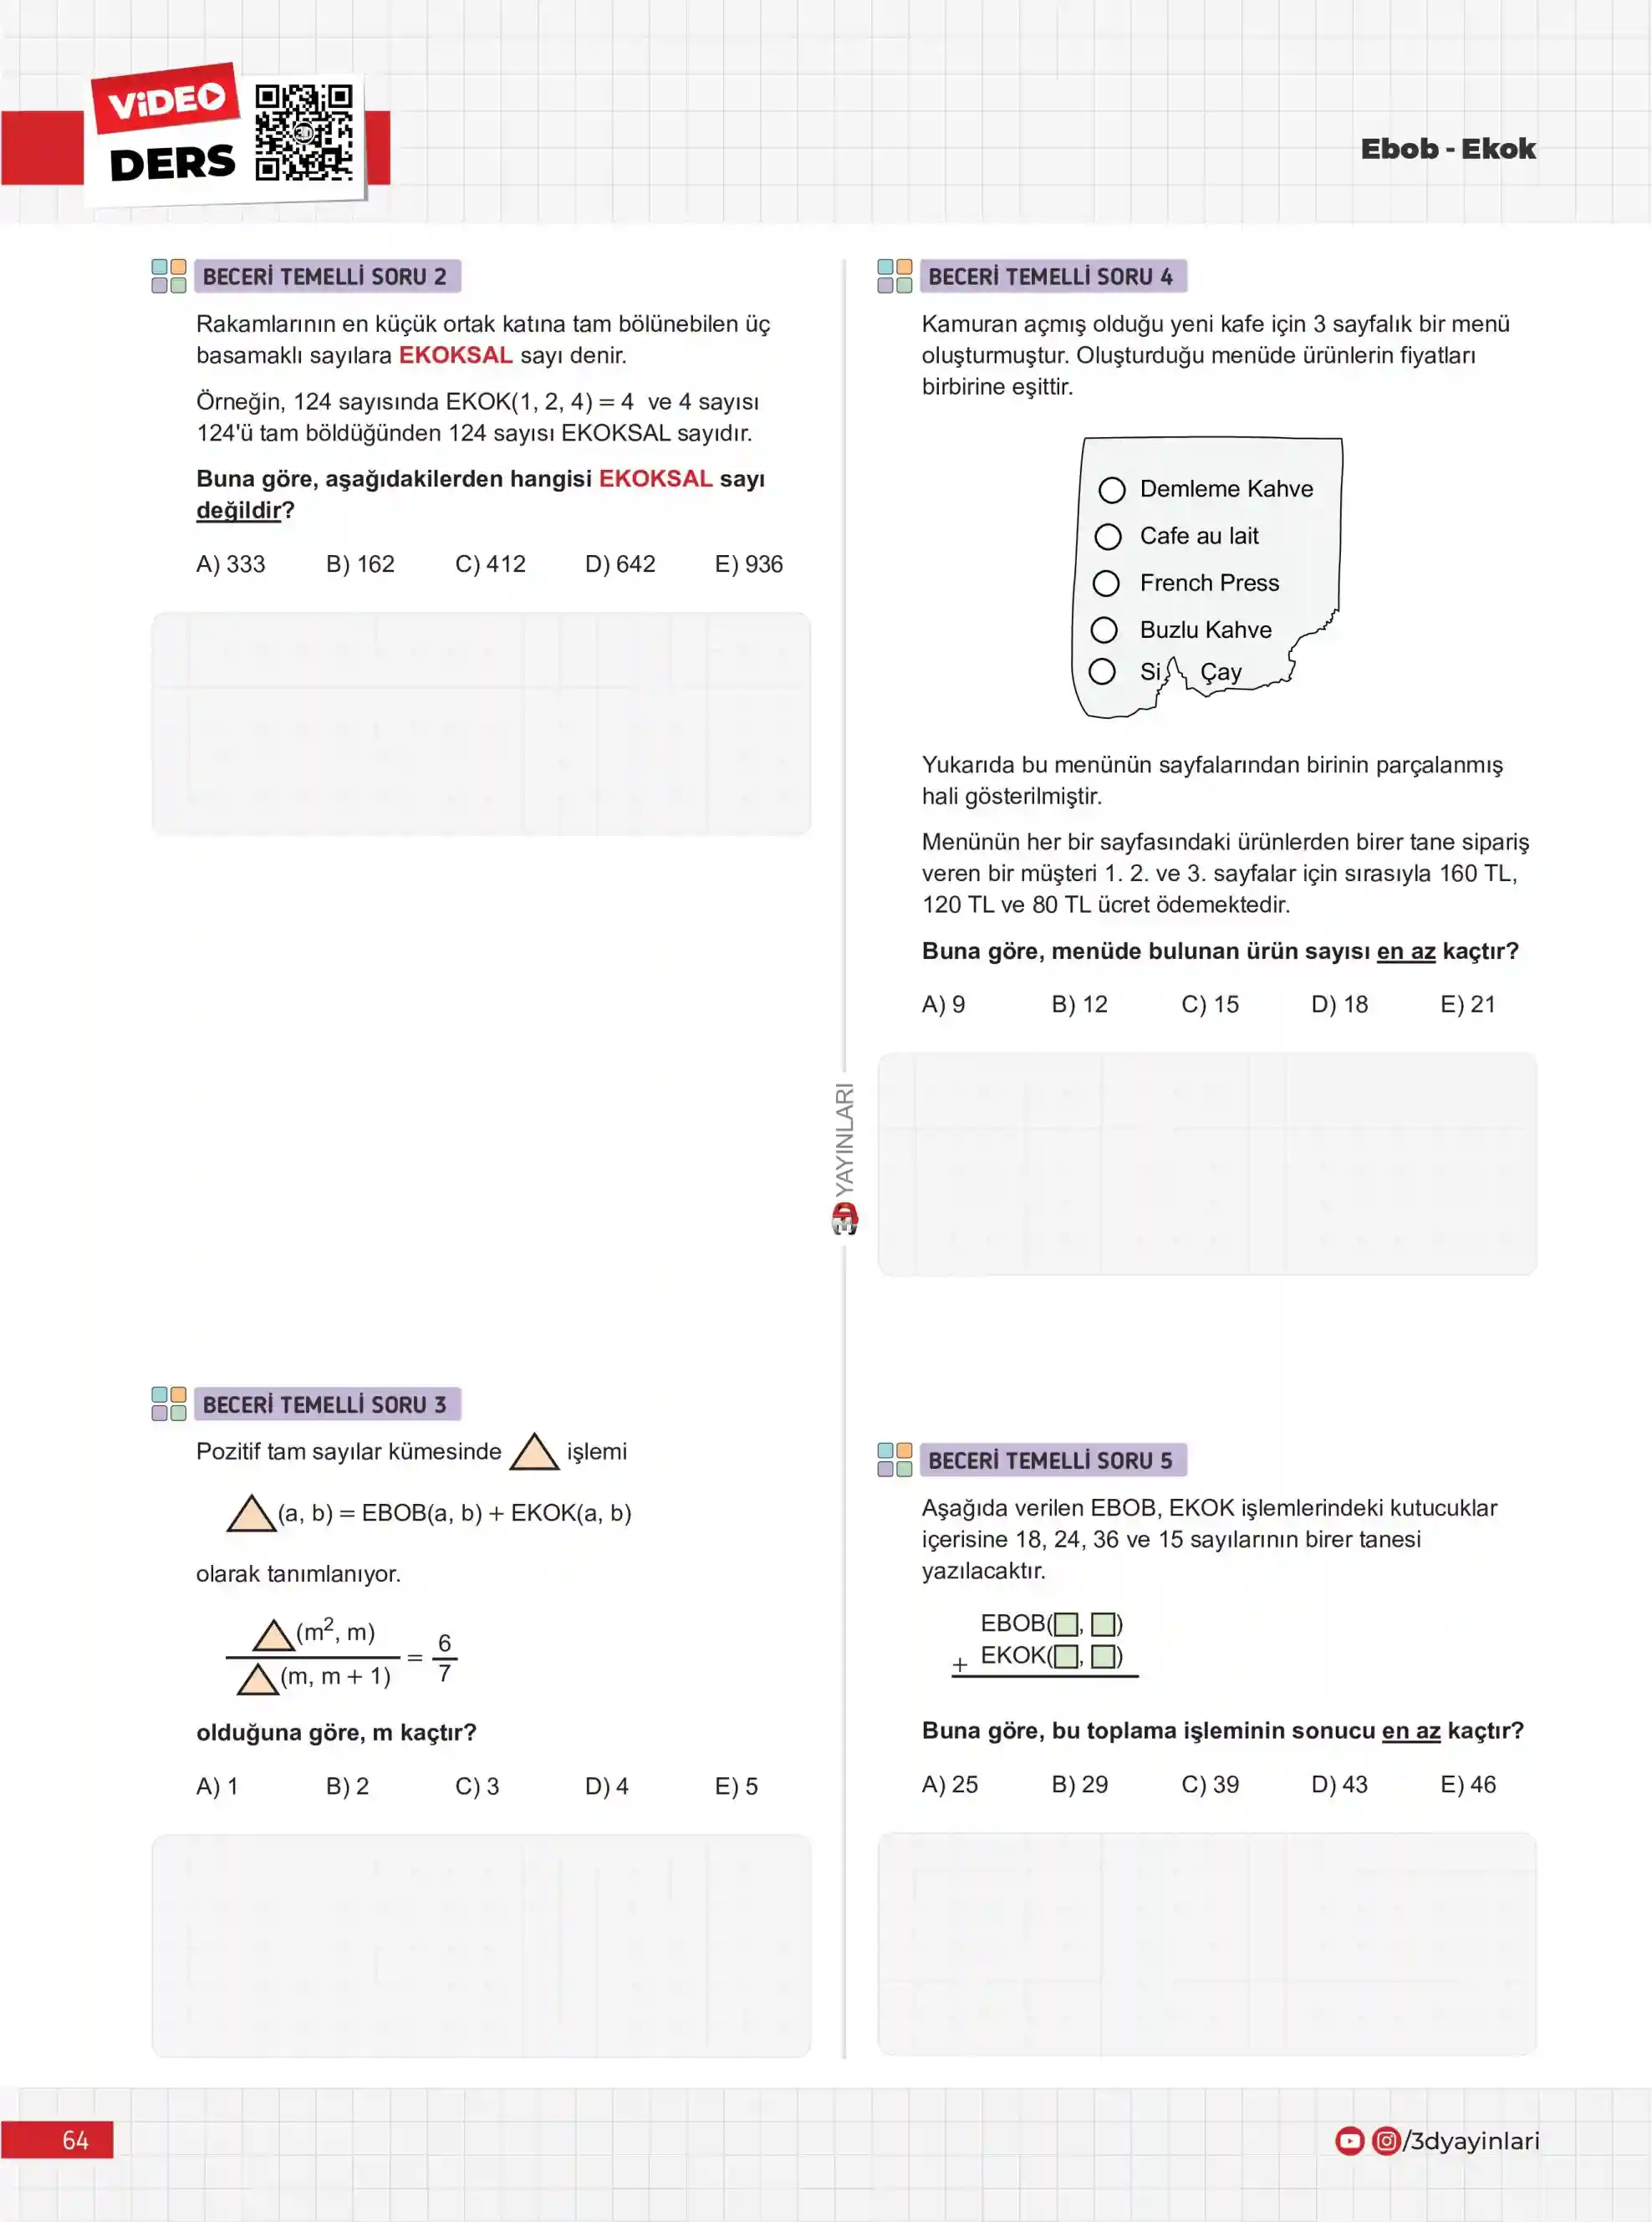 ViDEO
DERS
Ebob - Ekok
BECERİ TEMELLİ SORU 2
Rakamlarının en küçük ortak katına tam bölünebilen üç
basamaklı sayılara EKOKSAL sayı denir.
Örneğin, 124 sayısında EKOK(1, 2, 4) = 4 ve 4 sayısı
124'ü tam böldüğünden 124 sayısı EKOKSAL sayıdır.
Buna göre, aşağıdakilerden hangisi EKOKSAL sayı
değildir?
A) 333 B) 162 C) 412 D) 642 E) 936
BECERİ TEMELLİ SORU 3
Pozitif tam sayılar kümesinde işlemi
(a, b) = EBOB(a, b) + EKOK(a, b)
olarak tanımlanıyor.
(m², m)
(m, m + 1)
=
6
7
olduğuna göre, m kaçtır?
A) 1 B) 2 C) 3 D) 4 E) 5
YAYINLARI
BECERİ TEMELLİ SORU 4
Kamuran açmış olduğu yeni kafe için 3 sayfalık bir menü
oluşturmuştur. Oluşturduğu menüde ürünlerin fiyatları
birbirine eşittir.
Demleme Kahve
Cafe au lait
French Press
Buzlu Kahve
Si Çay
Yukarıda bu menünün sayfalarından birinin parçalanmış
hali gösterilmiştir.
Menünün her bir sayfasındaki ürünlerden birer tane sipariş
veren bir müşteri 1. 2. ve 3. sayfalar için sırasıyla 160 TL,
120 TL ve 80 TL ücret ödemektedir.
Buna göre, menüde bulunan ürün sayısı en az kaçtır?
A) 9 B) 12 C) 15 D) 18 E) 21
BECERİ TEMELLİ SORU 5
Aşağıda verilen EBOB, EKOK işlemlerindeki kutucuklar
içerisine 18, 24, 36 ve 15 sayılarının birer tanesi
yazılacaktır.
EBOB( , )
+ EKOK( , )
Buna göre, bu toplama işleminin sonucu en az kaçtır?
A) 25 B) 29 C) 39 D) 43 E) 46
64
/3dyayinlari